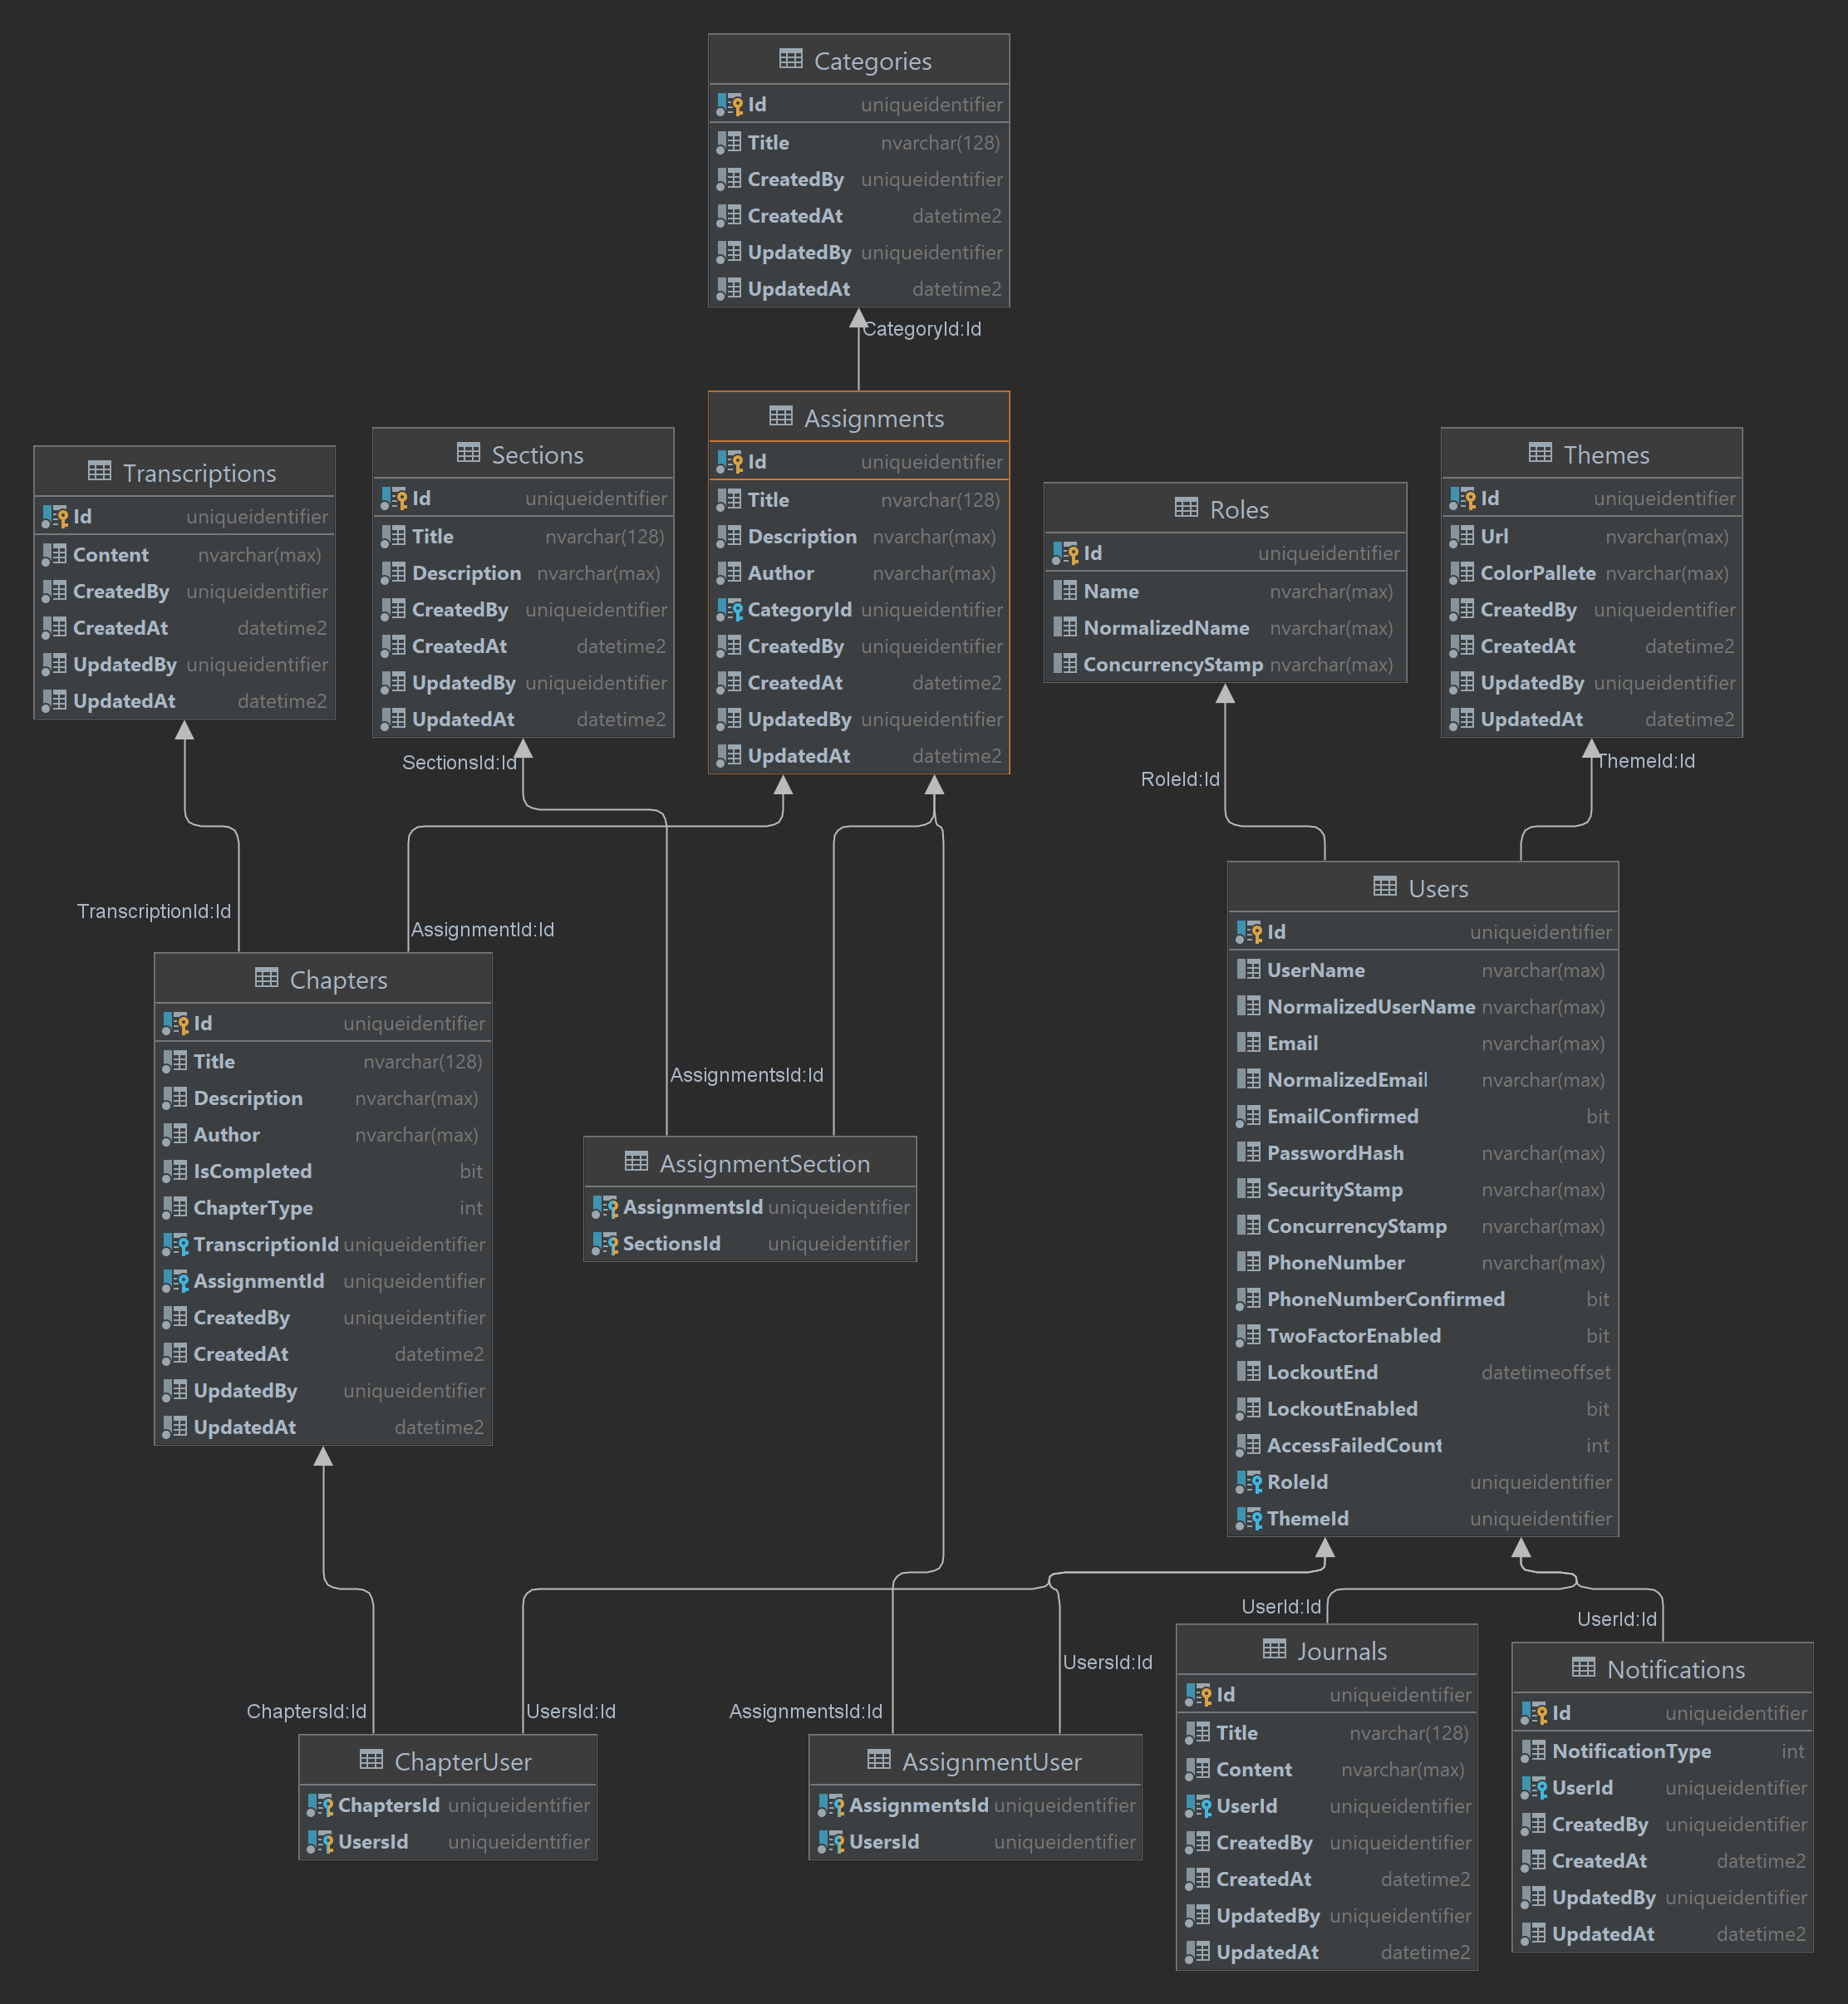 Categories
Id uniqueidentifier
Title nvarchar(128)
CreatedBy uniqueidentifier
CreatedAt datetime2
UpdatedBy uniqueidentifier
UpdatedAt datetime2
CategoryId:Id
Assignments
Id uniqueidentifier
Title nvarchar(128)
Description nvarchar(max)
Author nvarchar(max)
CategoryId uniqueidentifier
CreatedBy uniqueidentifier
CreatedAt datetime2
UpdatedBy uniqueidentifier
UpdatedAt datetime2
Transcriptions
Id uniqueidentifier
Content nvarchar(max)
CreatedBy uniqueidentifier
CreatedAt datetime2
UpdatedBy uniqueidentifier
UpdatedAt datetime2
Sections
Id uniqueidentifier
Title nvarchar(128)
Description nvarchar(max)
CreatedBy uniqueidentifier
CreatedAt datetime2
UpdatedBy uniqueidentifier
UpdatedAt datetime2
SectionsId:Id
Roles
Id uniqueidentifier
Name nvarchar(max)
NormalizedName nvarchar(max)
ConcurrencyStamp nvarchar(max)
RoleId:Id
Themes
Id uniqueidentifier
Url nvarchar(max)
ColorPallete nvarchar(max)
CreatedBy uniqueidentifier
CreatedAt datetime2
UpdatedBy uniqueidentifier
UpdatedAt datetime2
ThemeId:Id
TranscriptionId:Id
AssignmentId:Id
Chapters
Id uniqueidentifier
Title nvarchar(128)
Description nvarchar(max)
Author nvarchar(max)
IsCompleted bit
ChapterType int
TranscriptionId uniqueidentifier
AssignmentId uniqueidentifier
CreatedBy uniqueidentifier
CreatedAt datetime2
UpdatedBy uniqueidentifier
UpdatedAt datetime2
AssignmentsId:Id
AssignmentSection
AssignmentsId uniqueidentifier
SectionsId uniqueidentifier
Users
Id uniqueidentifier
UserName nvarchar(max)
NormalizedUserName nvarchar(max)
Email nvarchar(max)
NormalizedEmail nvarchar(max)
EmailConfirmed bit
PasswordHash nvarchar(max)
SecurityStamp nvarchar(max)
ConcurrencyStamp nvarchar(max)
PhoneNumber nvarchar(max)
PhoneNumberConfirmed bit
TwoFactorEnabled bit
LockoutEnd datetimeoffset
LockoutEnabled bit
AccessFailedCount int
RoleId uniqueidentifier
ThemeId uniqueidentifier
ChaptersId:Id
UsersId:Id
ChapterUser
ChaptersId uniqueidentifier
UsersId uniqueidentifier
AssignmentsId:Id
UsersId:Id
AssignmentUser
AssignmentsId uniqueidentifier
UsersId uniqueidentifier
UserId:Id
Journals
Id uniqueidentifier
Title nvarchar(128)
Content nvarchar(max)
UserId uniqueidentifier
CreatedBy uniqueidentifier
CreatedAt datetime2
UpdatedBy uniqueidentifier
UpdatedAt datetime2
UserId:Id
Notifications
Id uniqueidentifier
NotificationType int
UserId uniqueidentifier
CreatedBy uniqueidentifier
CreatedAt datetime2
UpdatedBy uniqueidentifier
UpdatedAt datetime2